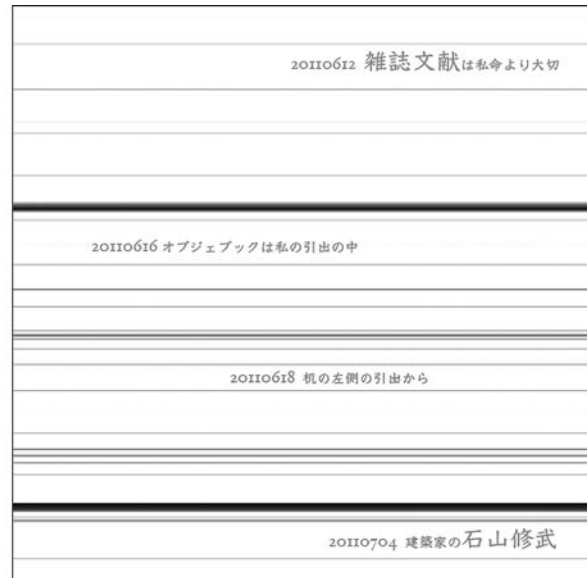 20110612 雑誌文献は私命より大切
20110616 オブジェブックは私の引出の中
20110618 机の左側の引出から
20110704 建築家の石山修武